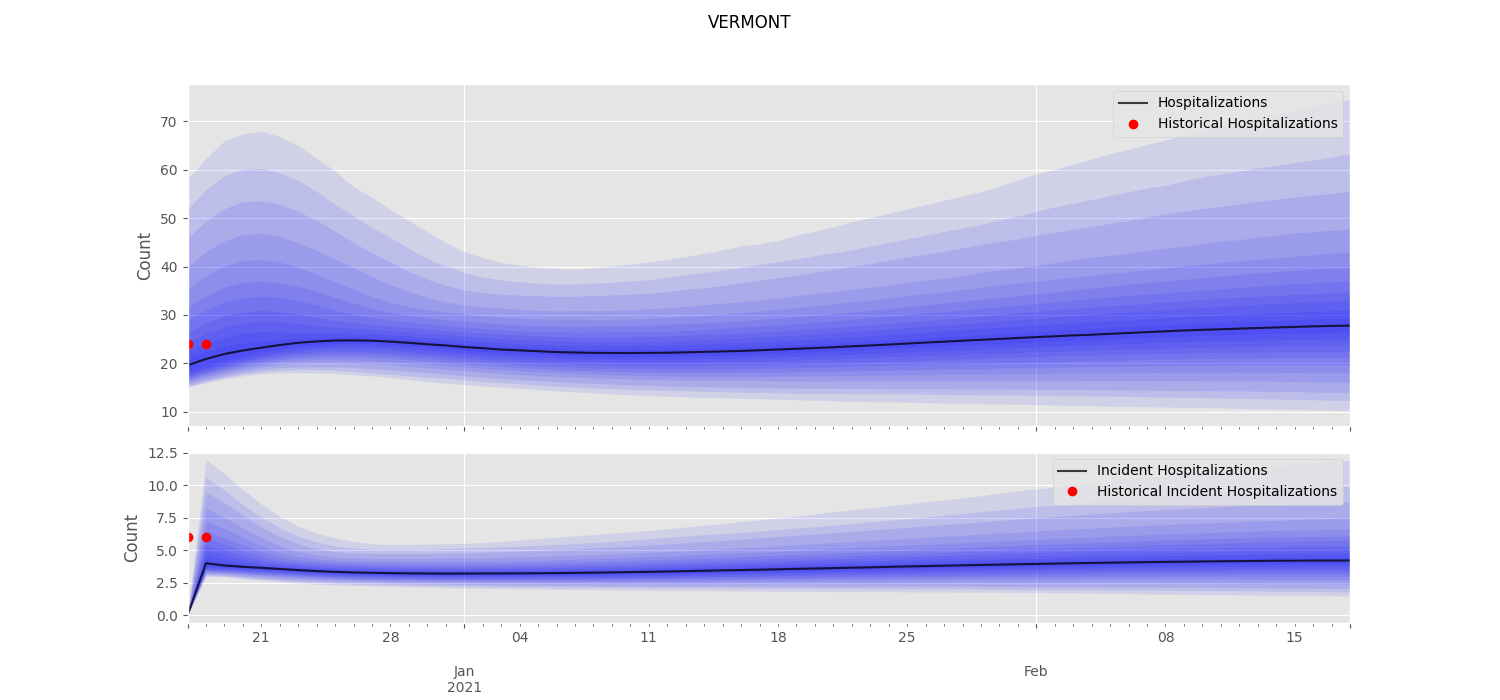 VERMONT
Count
70
60
50
40
30
20
10
Hospitalizations
Historical Hospitalizations
Count
12.5
10.0
7.5
5.0
2.5
0.0
Incident Hospitalizations
Historical Incident Hospitalizations
21 28 04 11 18 25 08 15
Jan Feb
2021